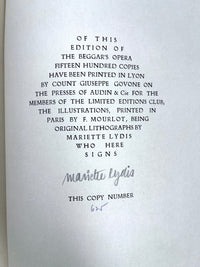 OF THIS
EDITION OF
THE BEGGAR'S OPERA
FIFTEEN HUNDRED COPIES
HAVE BEEN PRINTED IN LYON
BY COUNT GIUSEPPE GOVONE ON
THE PRESSES OF AUDIN & Cie FOR THE
MEMBERS OF THE LIMITED EDITIONS CLUB,
THE ILLUSTRATIONS, PRINTED IN
PARIS BY F. MOURLOT, BEING
ORIGINAL LITHOGRAPHS BY
MARIETTE LYDIS
WHO HERE
SIGNS
mariette lydis
THIS COPY NUMBER
625